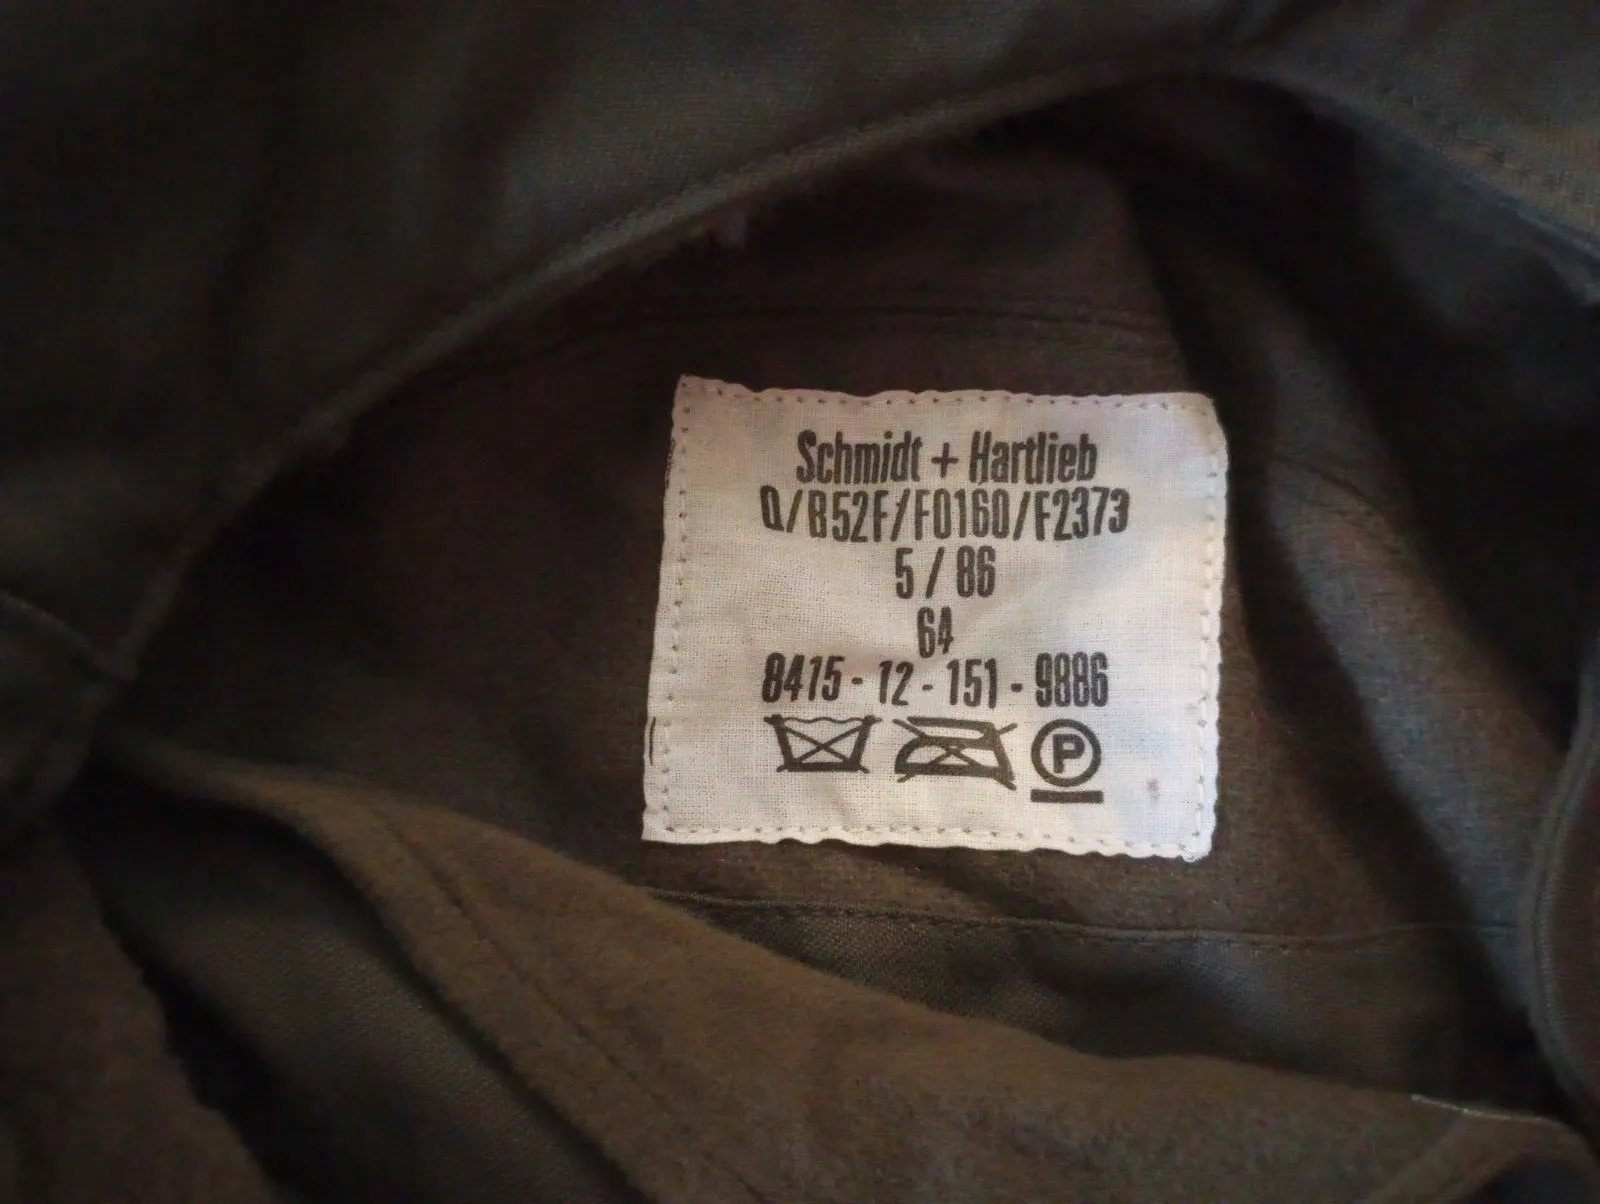 Schmidt + Hartlieb
Q/B52F/F0160/F2373
5 / 86
64
8415 - 12 - 151 - 9886
P